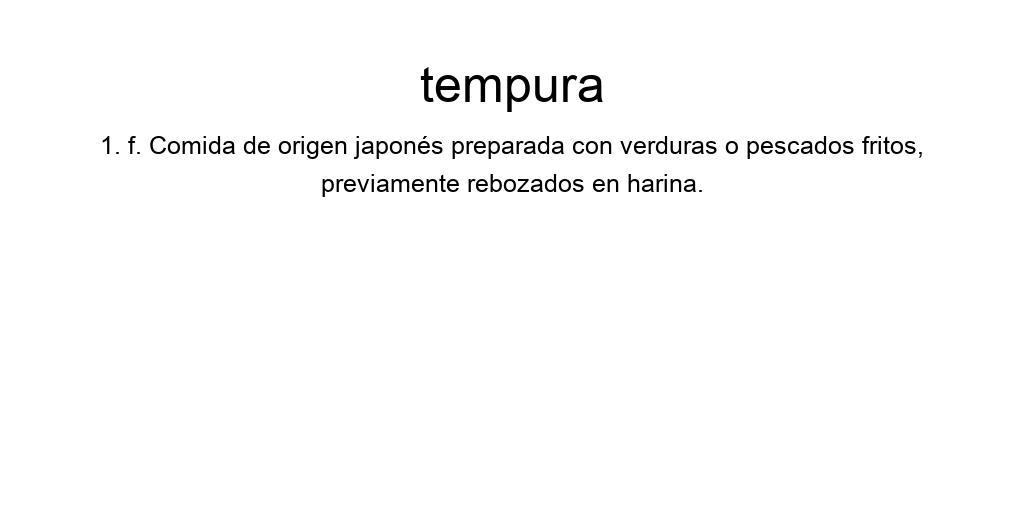 tempura
1. f. Comida de origen japonés preparada con verduras o pescados fritos,
previamente rebozados en harina.